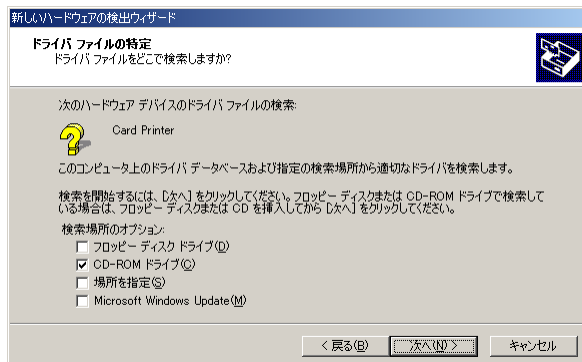 新しいハードウェアの検出ウィザード
ドライバ ファイルの特定
ドライバ ファイルをどこで検索しますか?
次のハードウェア デバイスのドライバ ファイルの検索:
Card Printer
このコンピュータ上のドライバ データベースおよび指定の検索場所から適切なドライバを検索します。
検索を開始するには、[次へ] をクリックしてください。フロッピー ディスクまたは CD-ROM ドライブで検索して
いる場合は、フロッピー ディスクまたは CD を挿入してから [次へ] をクリックしてください。
検索場所のオプション:
フロッピー ディスク ドライブ(D)
CD-ROM ドライブ(C)
場所を指定(S)
Microsoft Windows Update(M)
< 戻る(B) 次へ(N) > キャンセル